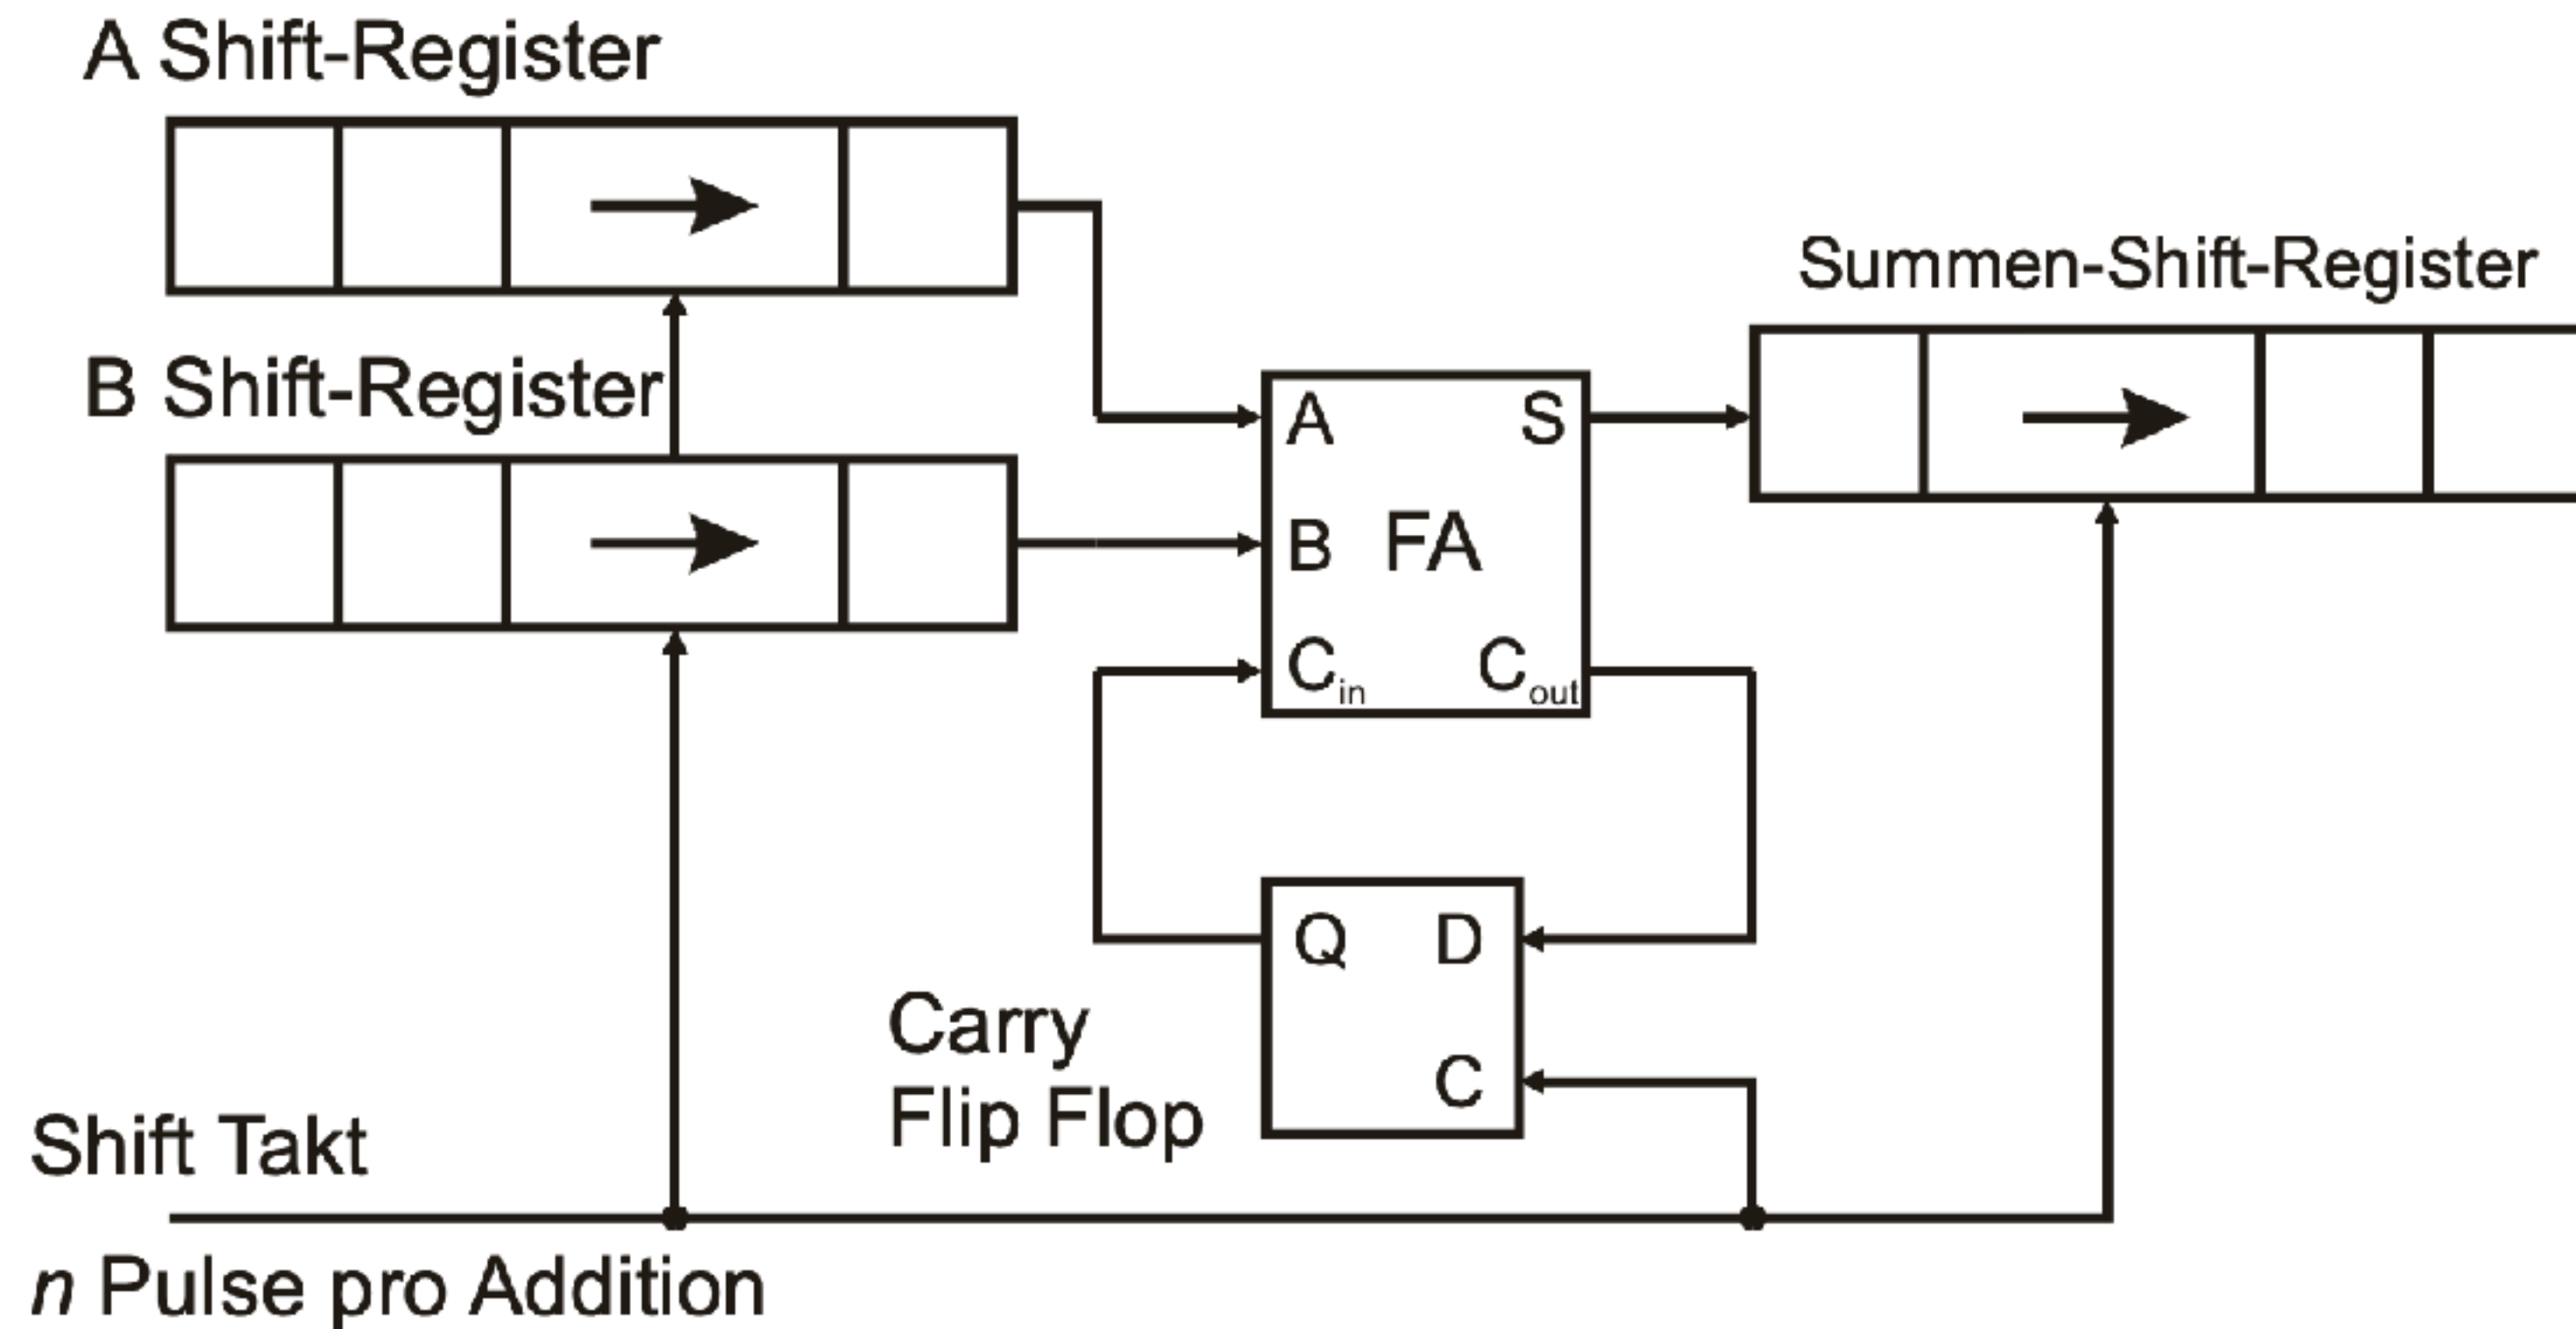 A Shift-Register
B Shift-Register
Summen-Shift-Register
A S
B FA
Cin Cout
Q D
C
Carry
Flip Flop
Shift Takt
n Pulse pro Addition